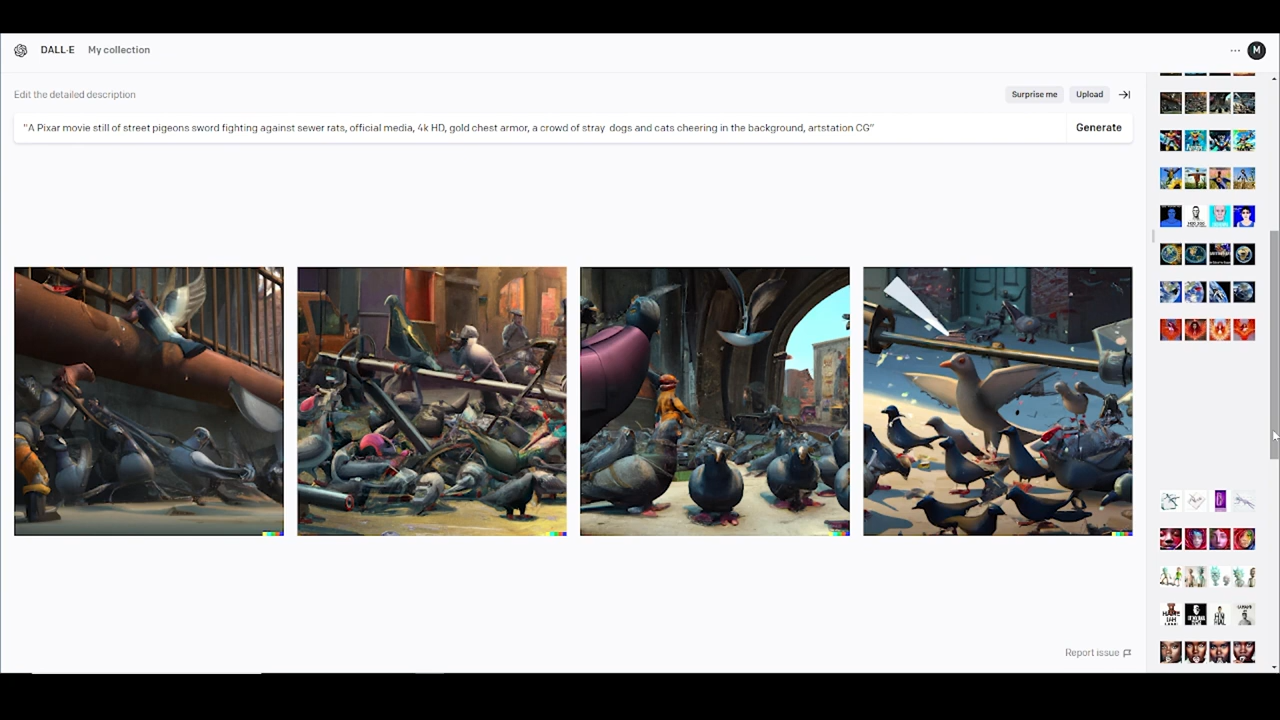 DALL·E My collection
... M
Edit the detailed description
Surprise me Upload
"A Pixar movie still of street pigeons sword fighting against sewer rats, official media, 4k HD, gold chest armor, a crowd of stray dogs and cats cheering in the background, artstation CG"
Generate
Report issue